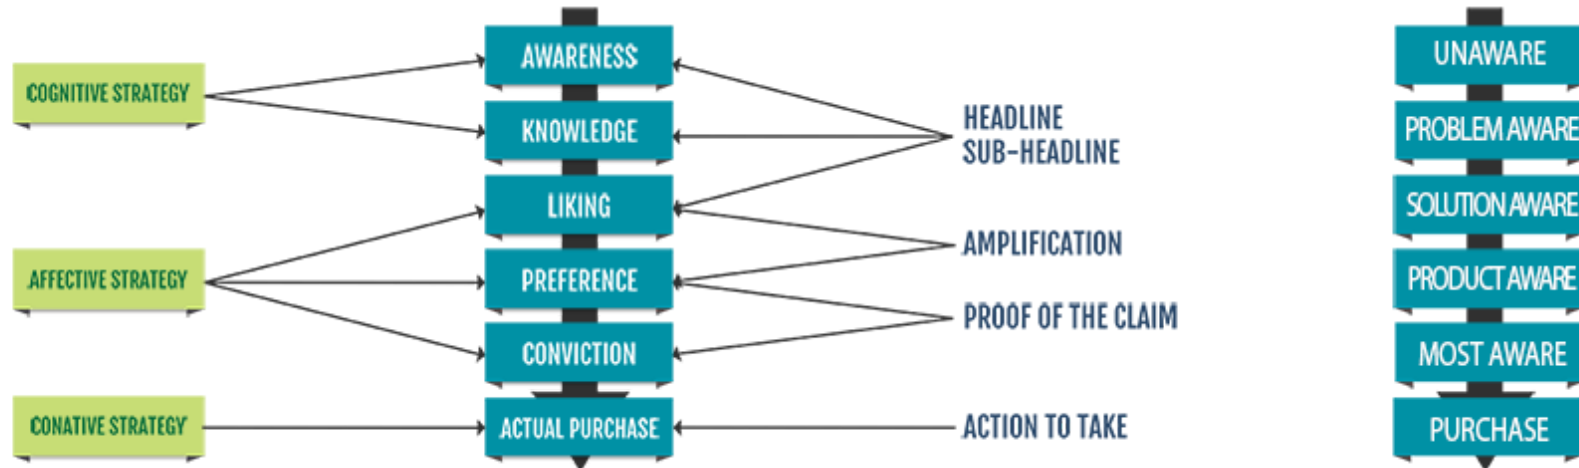 COGNITIVE STRATEGY
AFFECTIVE STRATEGY
CONATIVE STRATEGY
AWARENESS
KNOWLEDGE
LIKING
PREFERENCE
CONVICTION
ACTUAL PURCHASE
HEADLINE
SUB-HEADLINE
AMPLIFICATION
PROOF OF THE CLAIM
ACTION TO TAKE
UNAWARE
PROBLEM AWARE
SOLUTION AWARE
PRODUCT AWARE
MOST AWARE
PURCHASE